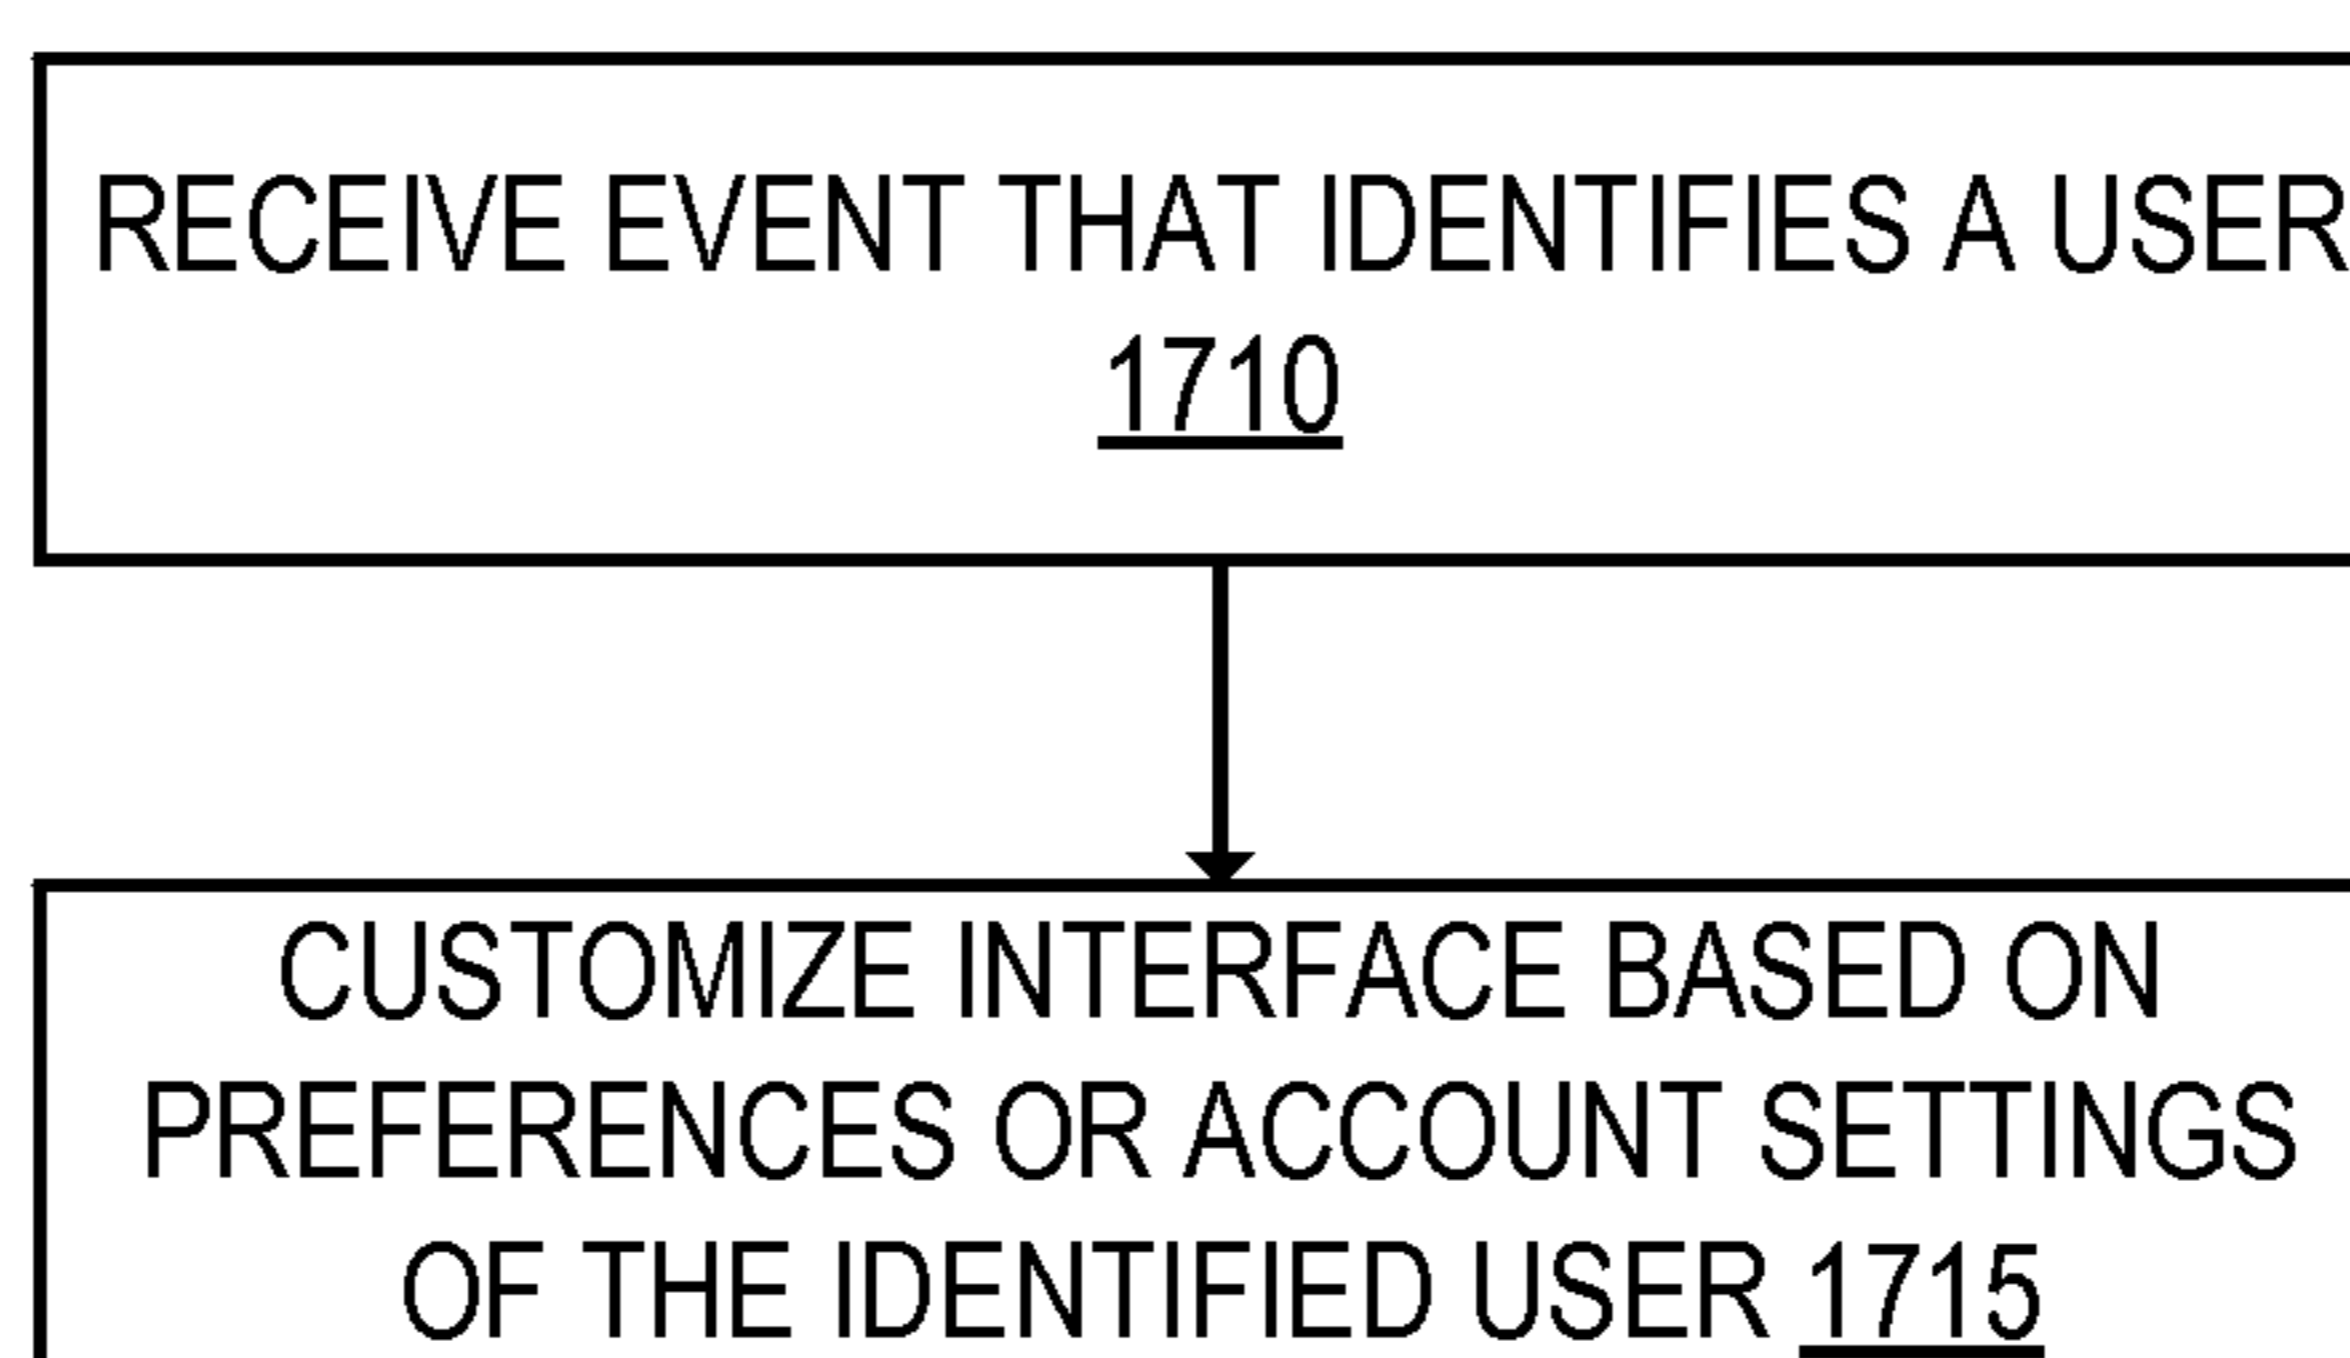 RECEIVE EVENT THAT IDENTIFIES A USER
1710
CUSTOMIZE INTERFACE BASED ON
PREFERENCES OR ACCOUNT SETTINGS
OF THE IDENTIFIED USER 1715